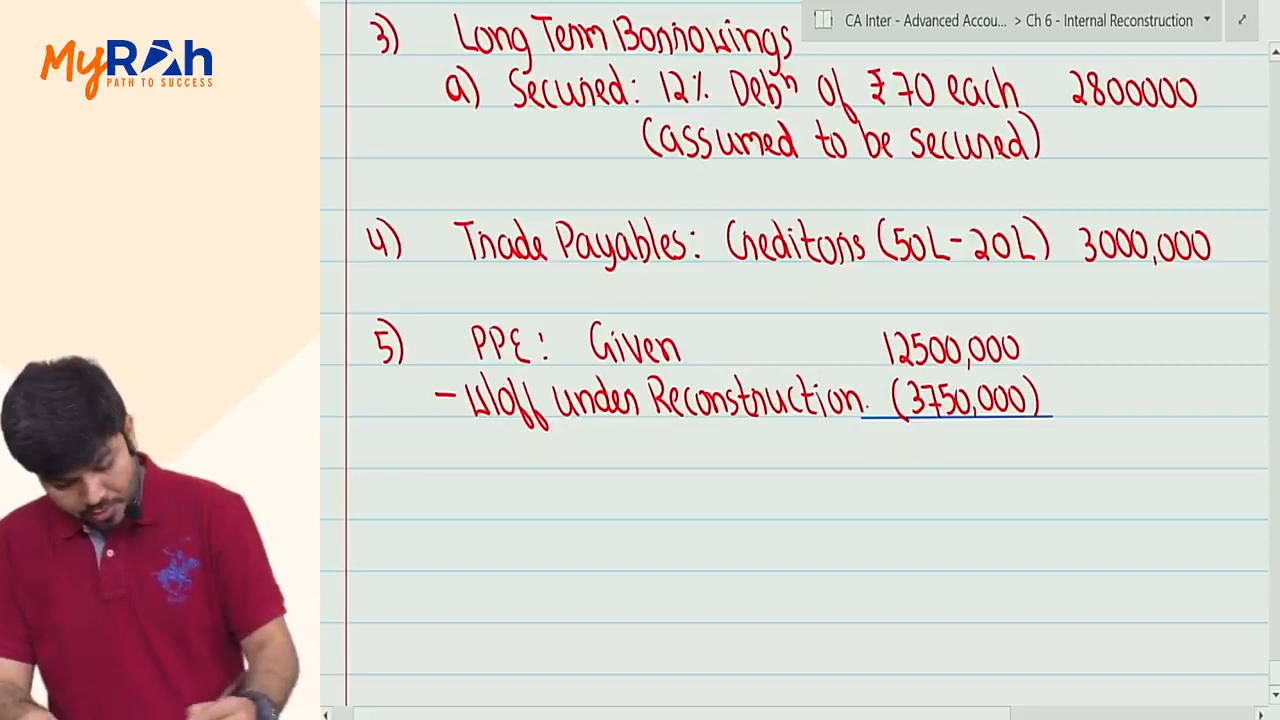 MyRAh
PATH TO SUCCESS
CA Inter - Advanced Accou... > Ch 6 - Internal Reconstruction
3) Long Term Borrowings
a) Secured: 12% Debn of ₹70 each 2800000
(assumed to be secured)
4) Trade Payables: Creditors (50L-20L) 3000,000
5) PPE: Given 12500,000
- W/off under Reconstruction. (3750,000)